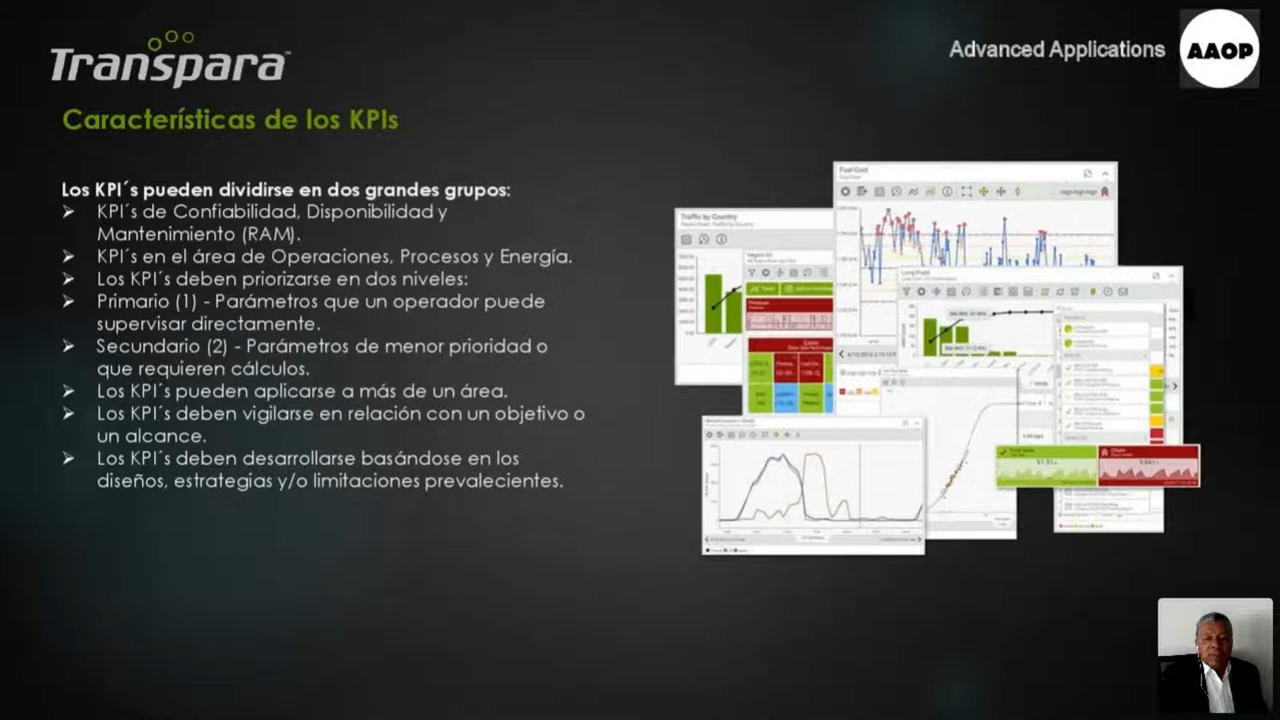 Transpara
Advanced Applications
AAOP
Características de los KPIs
Los KPI´s pueden dividirse en dos grandes grupos:
➢ KPI´s de Confiabilidad, Disponibilidad y
Mantenimiento (RAM).
➢ KPI´s en el área de Operaciones, Procesos y Energía.
➢ Los KPI´s deben priorizarse en dos niveles:
➢ Primario (1) - Parámetros que un operador puede
supervisar directamente.
➢ Secundario (2) - Parámetros de menor prioridad o
que requieren cálculos.
➢ Los KPI´s pueden aplicarse a más de un área.
➢ Los KPI´s deben vigilarse en relación con un objetivo o
un alcance.
➢ Los KPI´s deben desarrollarse basándose en los
diseños, estrategias y/o limitaciones prevalecientes.
Fuel Cost
Traffic by Country